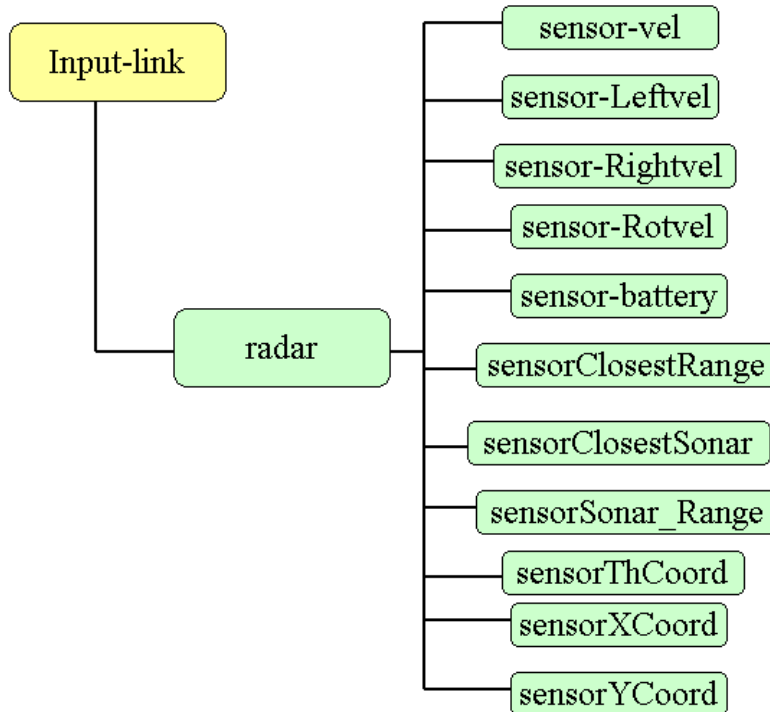 Input-link
radar
sensor-vel
sensor-Leftvel
sensor-Rightvel
sensor-Rotvel
sensor-battery
sensorClosestRange
sensorClosestSonar
sensorSonar_Range
sensorThCoord
sensorXCoord
sensorYCoord